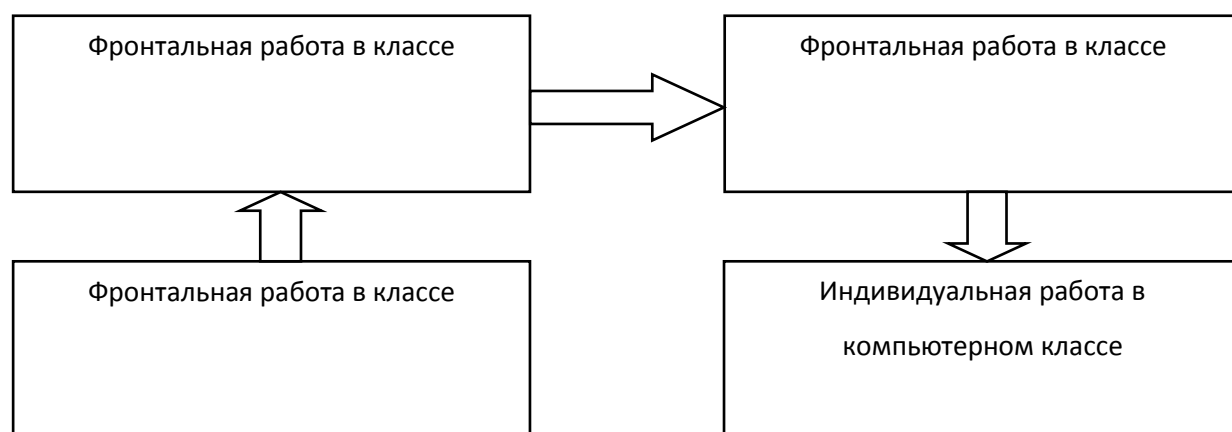 Фронтальная работа в классе
Фронтальная работа в классе
Фронтальная работа в классе
Индивидуальная работа в
компьютерном классе